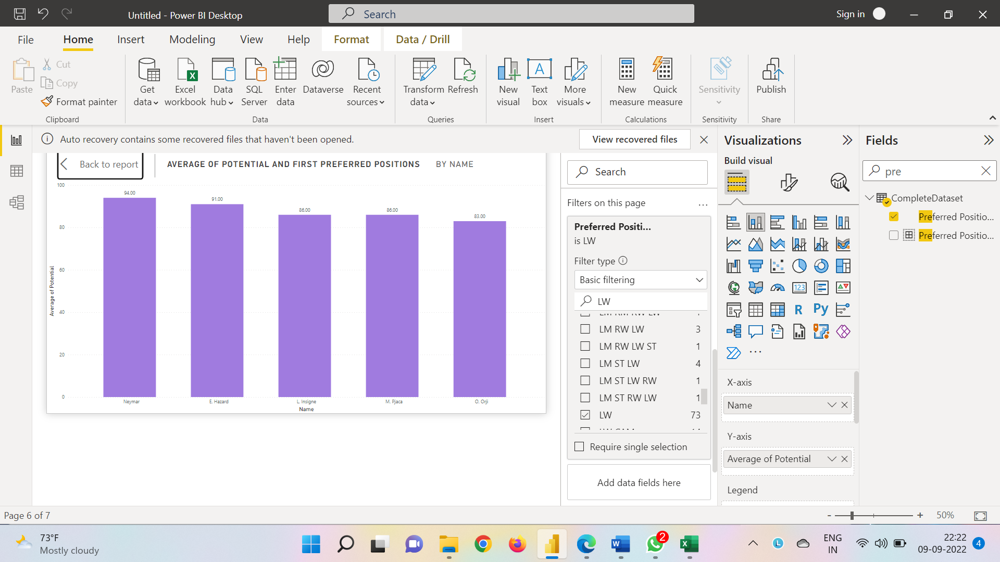 Untitled - Power BI Desktop
Search
Sign in
File
Home
Insert
Modeling
View
Help
Format
Data / Drill
Paste
Cut
Copy
Format painter
Clipboard
Get data
Excel workbook
Data hub
SQL Server
Enter data
Dataverse
Recent sources
Data
Transform data
Refresh
Queries
New visual
Text box
More visuals
Insert
New measure
Quick measure
Calculations
Sensitivity
Sensitivity
Publish
Share
Auto recovery contains some recovered files that haven't been opened.
View recovered files
Back to report
AVERAGE OF POTENTIAL AND FIRST PREFERRED POSITIONS
BY NAME
100
80
60
40
20
0
Average of Potential
94.00
91.00
86.00
86.00
83.00
Neymar
E. Hazard
L. Insigne
M. Pjaca
O. Orji
Name
Search
Filters on this page
...
Preferred Positi...
is LW
Filter type
Basic filtering
LW
LM RW LW 3
LM RW LW ST 1
LM ST LW 4
LM ST LW RW 1
LM ST RW LW 1
LW 73
Require single selection
Add data fields here
Visualizations
Build visual
123
R
Py
...
X-axis
Name
Y-axis
Average of Potential
Legend
Fields
pre
CompleteDataset
Preferred Positio...
Preferred Positio...
Page 6 of 7
- + 50%
73°F
Mostly cloudy
2
ENG
IN
22:22
09-09-2022
4